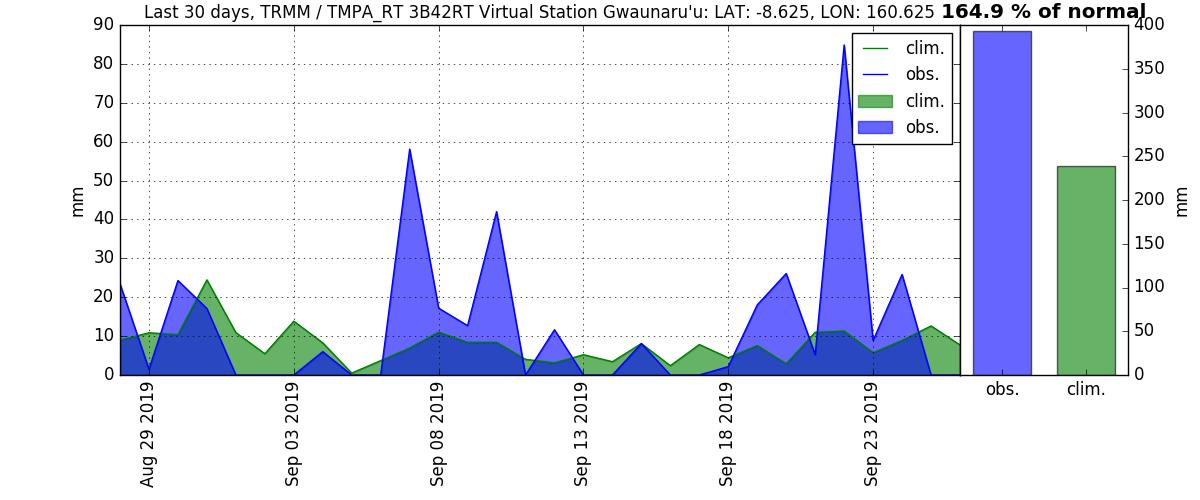 Last 30 days, TRMM / TMPA_RT 3B42RT Virtual Station Gwaunaru'u: LAT: -8.625, LON: 160.625 164.9 % of normal
90
80
70
60
50
40
30
20
10
0
mm
clim.
obs.
clim.
obs.
Aug 29 2019
Sep 03 2019
Sep 08 2019
Sep 13 2019
Sep 18 2019
Sep 23 2019
400
350
300
250
200
150
100
50
0
mm
obs.
clim.